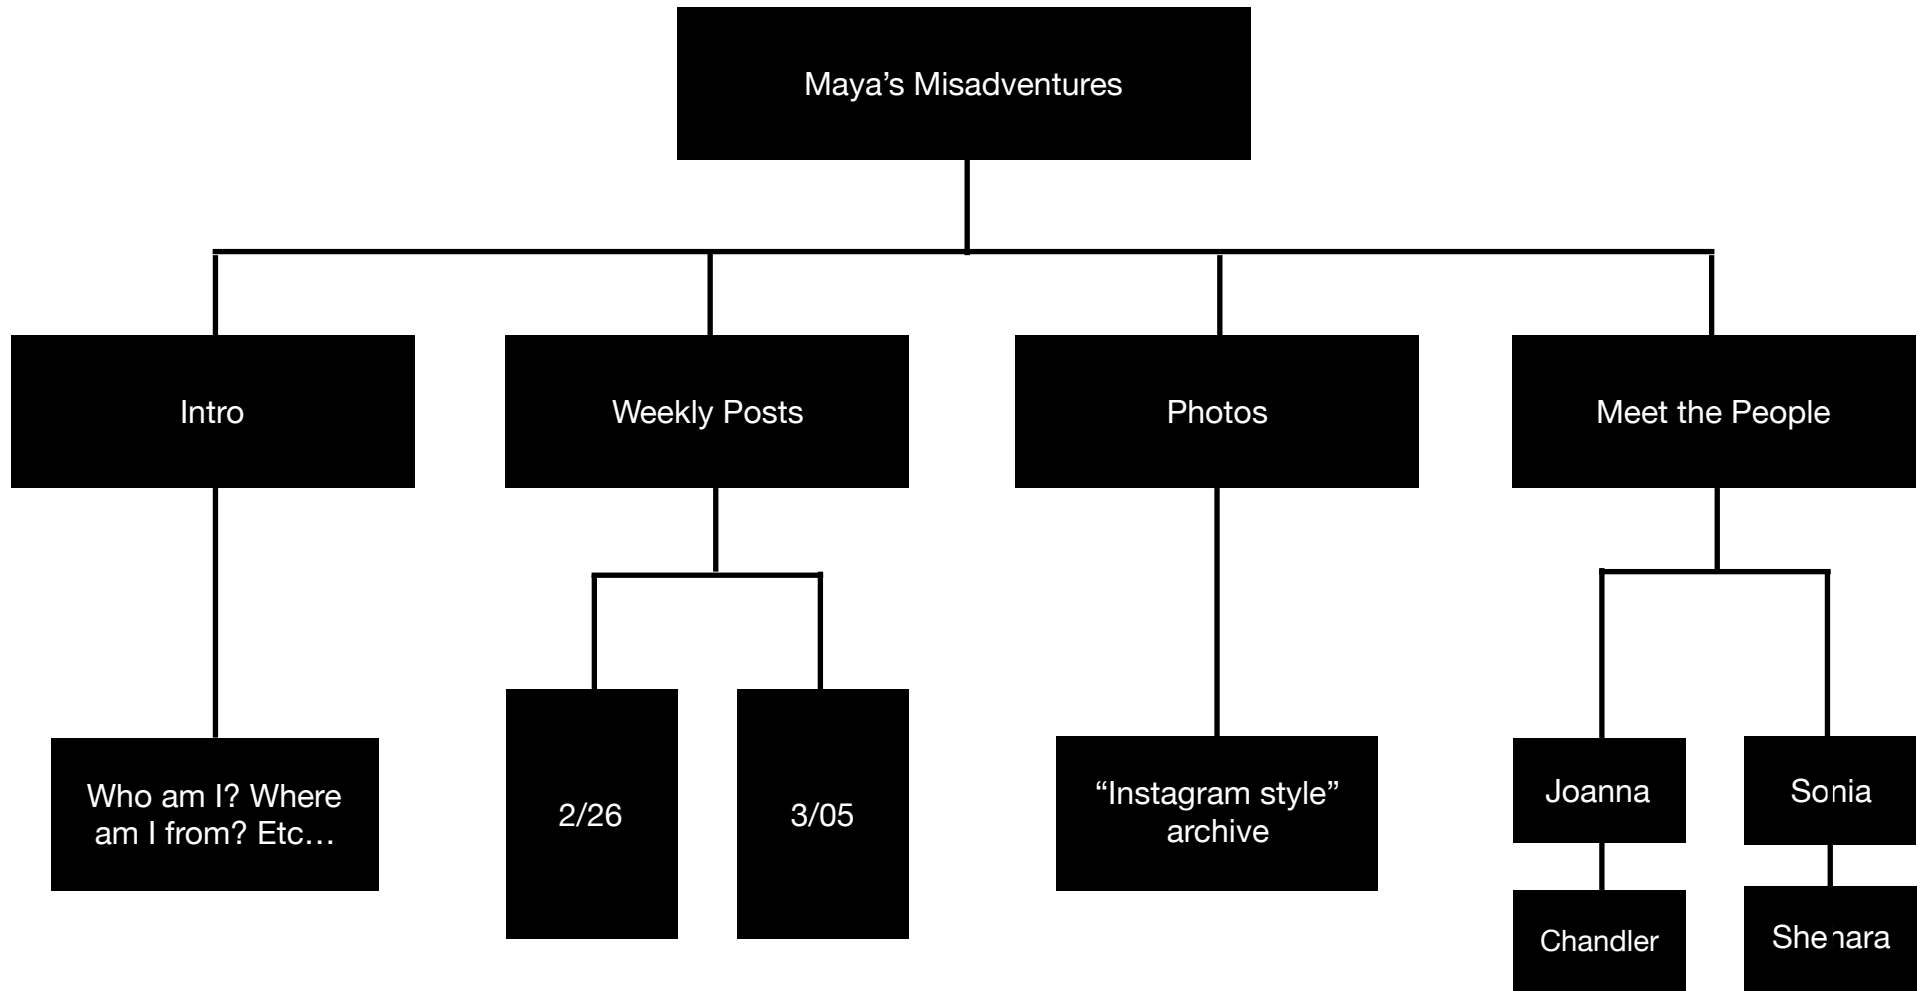 Maya’s Misadventures
Intro
Weekly Posts
Photos
Meet the People
Who am I? Where
am I from? Etc…
2/26
3/05
“Instagram style”
archive
Joanna
Sonia
Chandler
Shenara